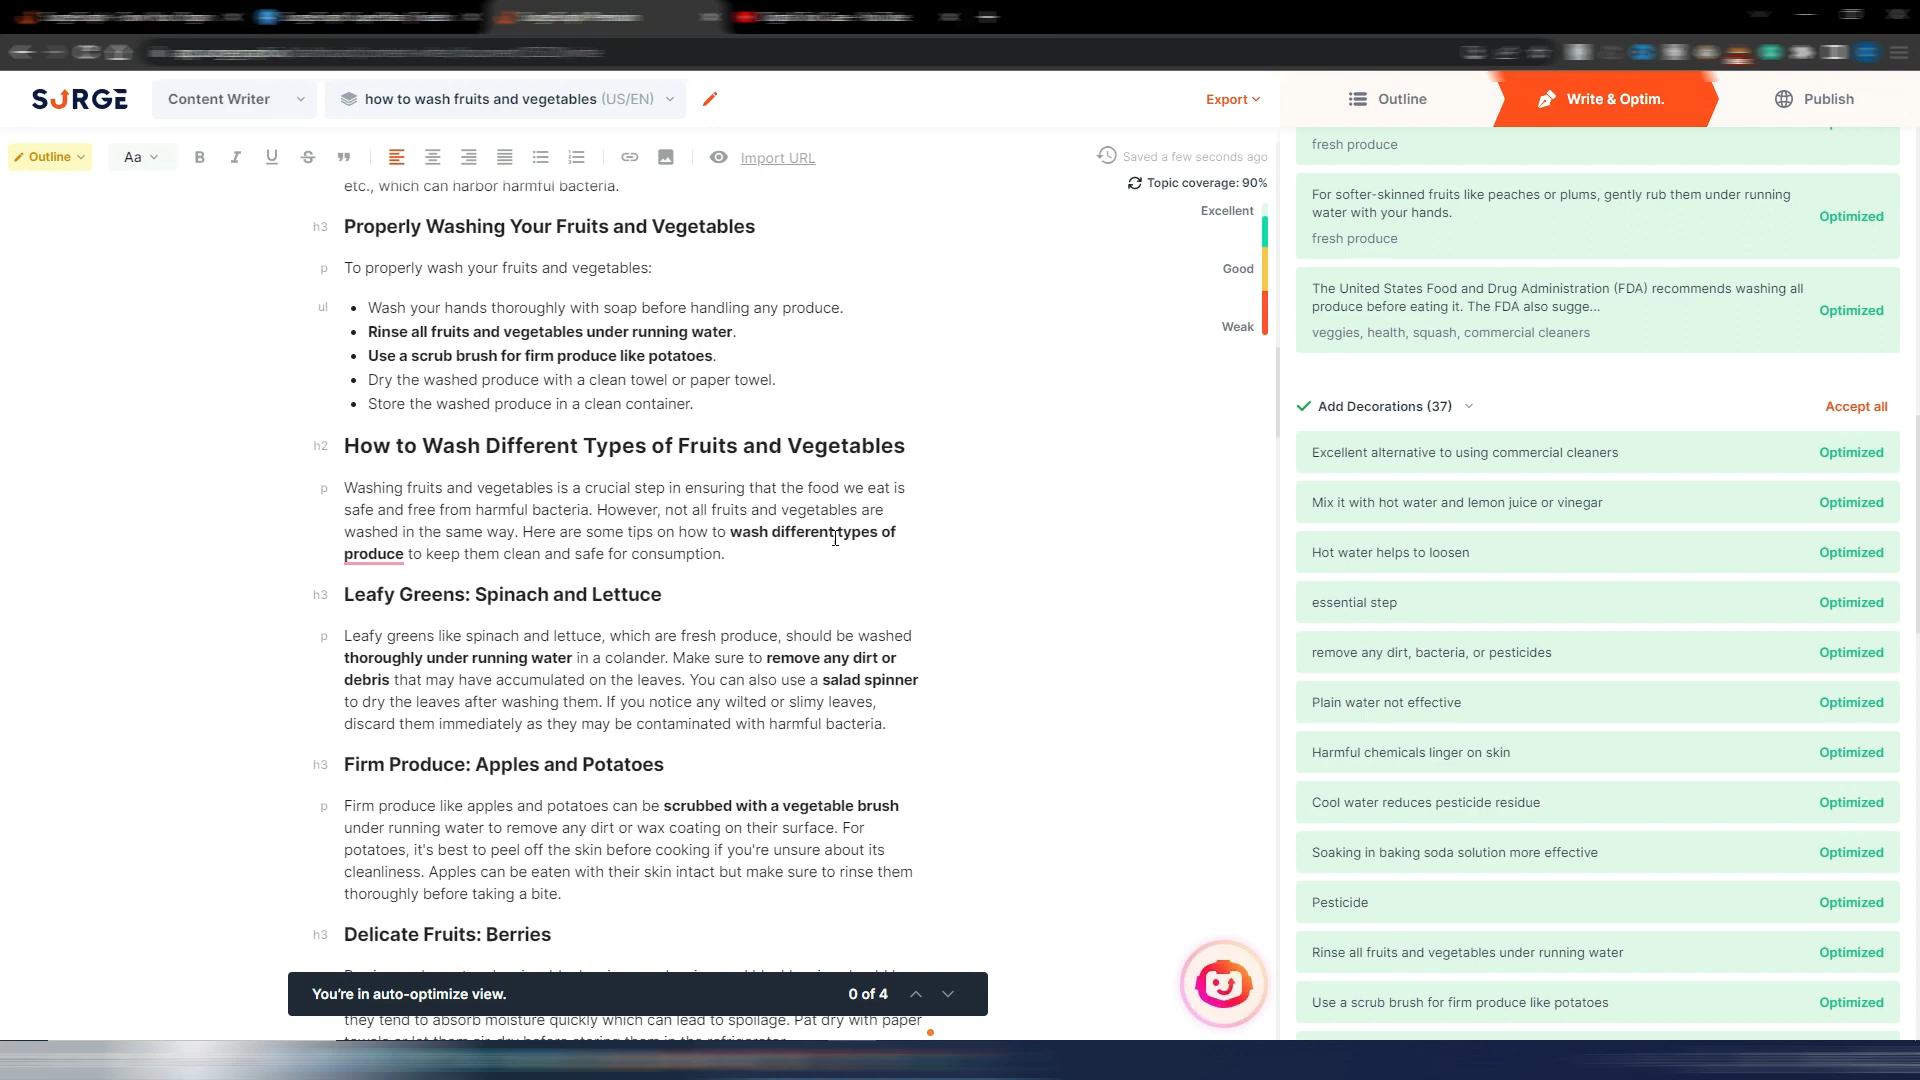 SURGE
Content Writer
how to wash fruits and vegetables (US/EN)
Export
Outline
Write & Optim.
Publish
Outline
Aa
Import URL
Saved a few seconds ago
Topic coverage: 90%
Excellent
Good
Weak
etc., which can harbor harmful bacteria.
h3 Properly Washing Your Fruits and Vegetables
p To properly wash your fruits and vegetables:
ul • Wash your hands thoroughly with soap before handling any produce.
• Rinse all fruits and vegetables under running water.
• Use a scrub brush for firm produce like potatoes.
• Dry the washed produce with a clean towel or paper towel.
• Store the washed produce in a clean container.
h2 How to Wash Different Types of Fruits and Vegetables
p Washing fruits and vegetables is a crucial step in ensuring that the food we eat is
safe and free from harmful bacteria. However, not all fruits and vegetables are
washed in the same way. Here are some tips on how to wash different types of
produce to keep them clean and safe for consumption.
h3 Leafy Greens: Spinach and Lettuce
p Leafy greens like spinach and lettuce, which are fresh produce, should be washed
thoroughly under running water in a colander. Make sure to remove any dirt or
debris that may have accumulated on the leaves. You can also use a salad spinner
to dry the leaves after washing them. If you notice any wilted or slimy leaves,
discard them immediately as they may be contaminated with harmful bacteria.
h3 Firm Produce: Apples and Potatoes
p Firm produce like apples and potatoes can be scrubbed with a vegetable brush
under running water to remove any dirt or wax coating on their surface. For
potatoes, it's best to peel off the skin before cooking if you're unsure about its
cleanliness. Apples can be eaten with their skin intact but make sure to rinse them
thoroughly before taking a bite.
h3 Delicate Fruits: Berries
You're in auto-optimize view.
0 of 4
they tend to absorb moisture quickly which can lead to spoilage. Pat dry with paper
fresh produce
For softer-skinned fruits like peaches or plums, gently rub them under running
water with your hands.
Optimized
fresh produce
The United States Food and Drug Administration (FDA) recommends washing all
produce before eating it. The FDA also sugge...
Optimized
veggies, health, squash, commercial cleaners
Add Decorations (37)
Accept all
Excellent alternative to using commercial cleaners Optimized
Mix it with hot water and lemon juice or vinegar Optimized
Hot water helps to loosen Optimized
essential step Optimized
remove any dirt, bacteria, or pesticides Optimized
Plain water not effective Optimized
Harmful chemicals linger on skin Optimized
Cool water reduces pesticide residue Optimized
Soaking in baking soda solution more effective Optimized
Pesticide Optimized
Rinse all fruits and vegetables under running water Optimized
Use a scrub brush for firm produce like potatoes Optimized